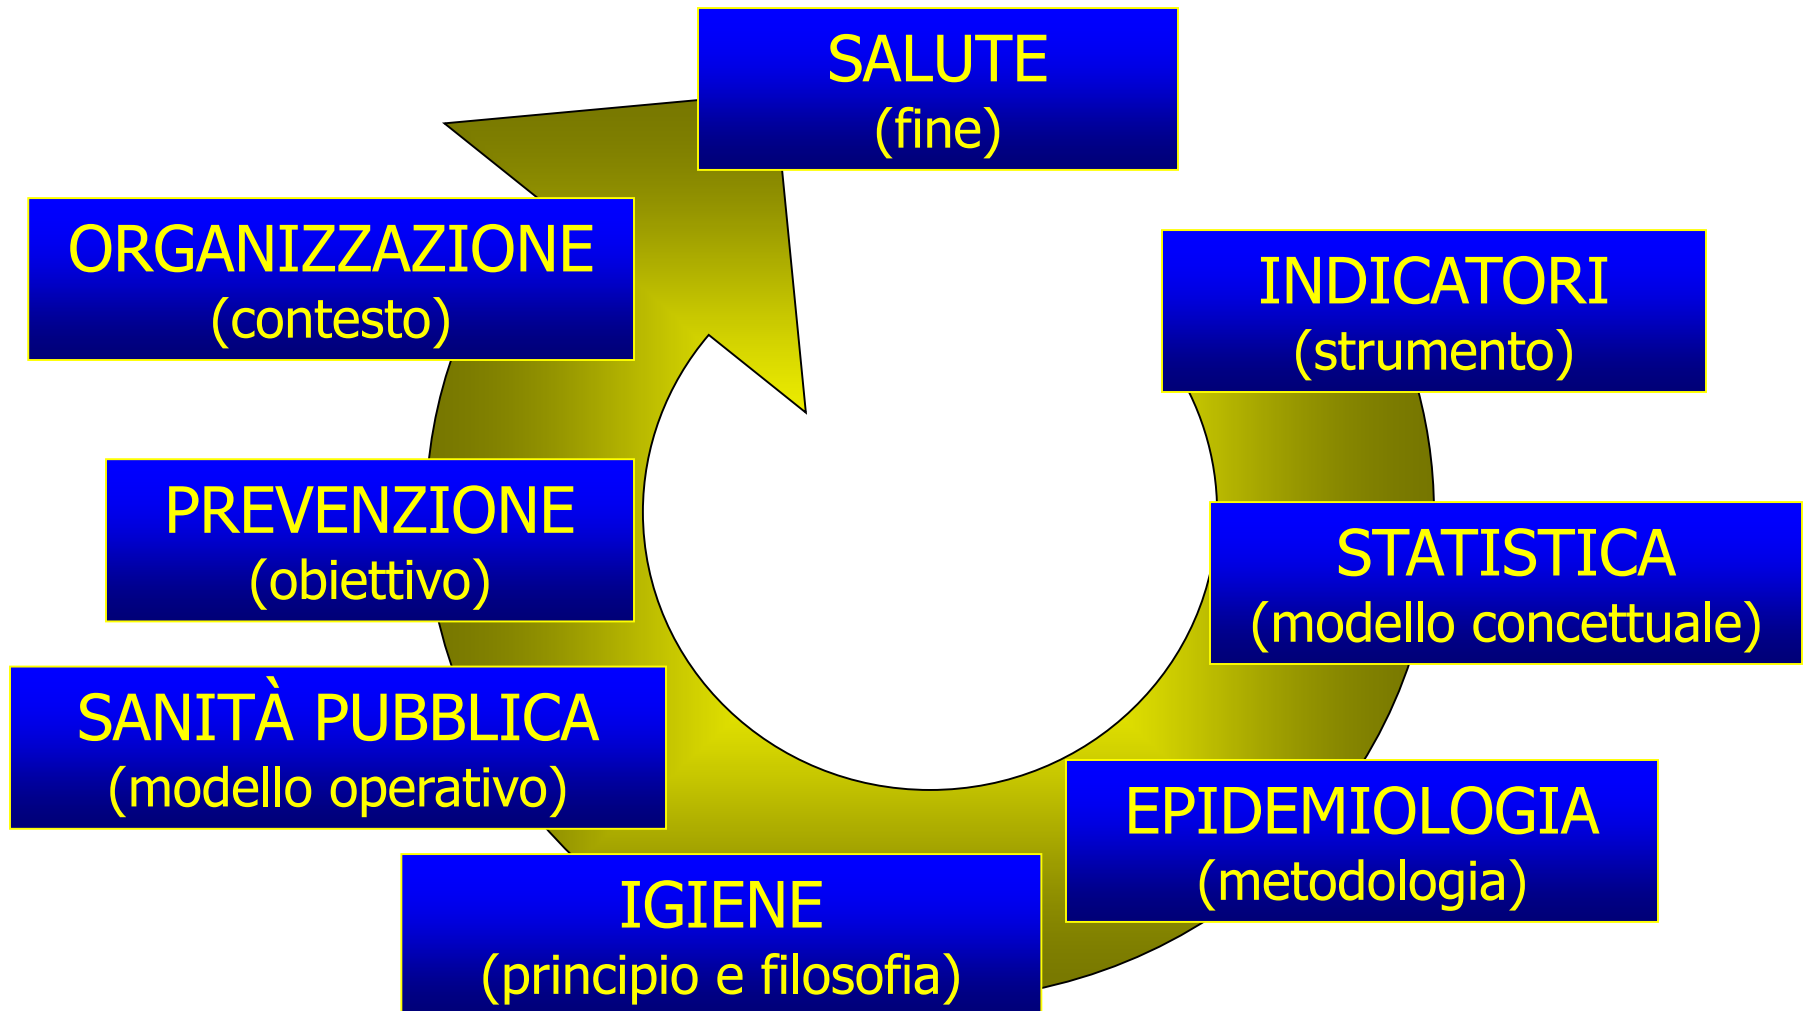 SALUTE
(fine)
ORGANIZZAZIONE
(contesto)
INDICATORI
(strumento)
PREVENZIONE
(obiettivo)
STATISTICA
(modello concettuale)
SANITÀ PUBBLICA
(modello operativo)
EPIDEMIOLOGIA
(metodologia)
IGIENE
(principio e filosofia)